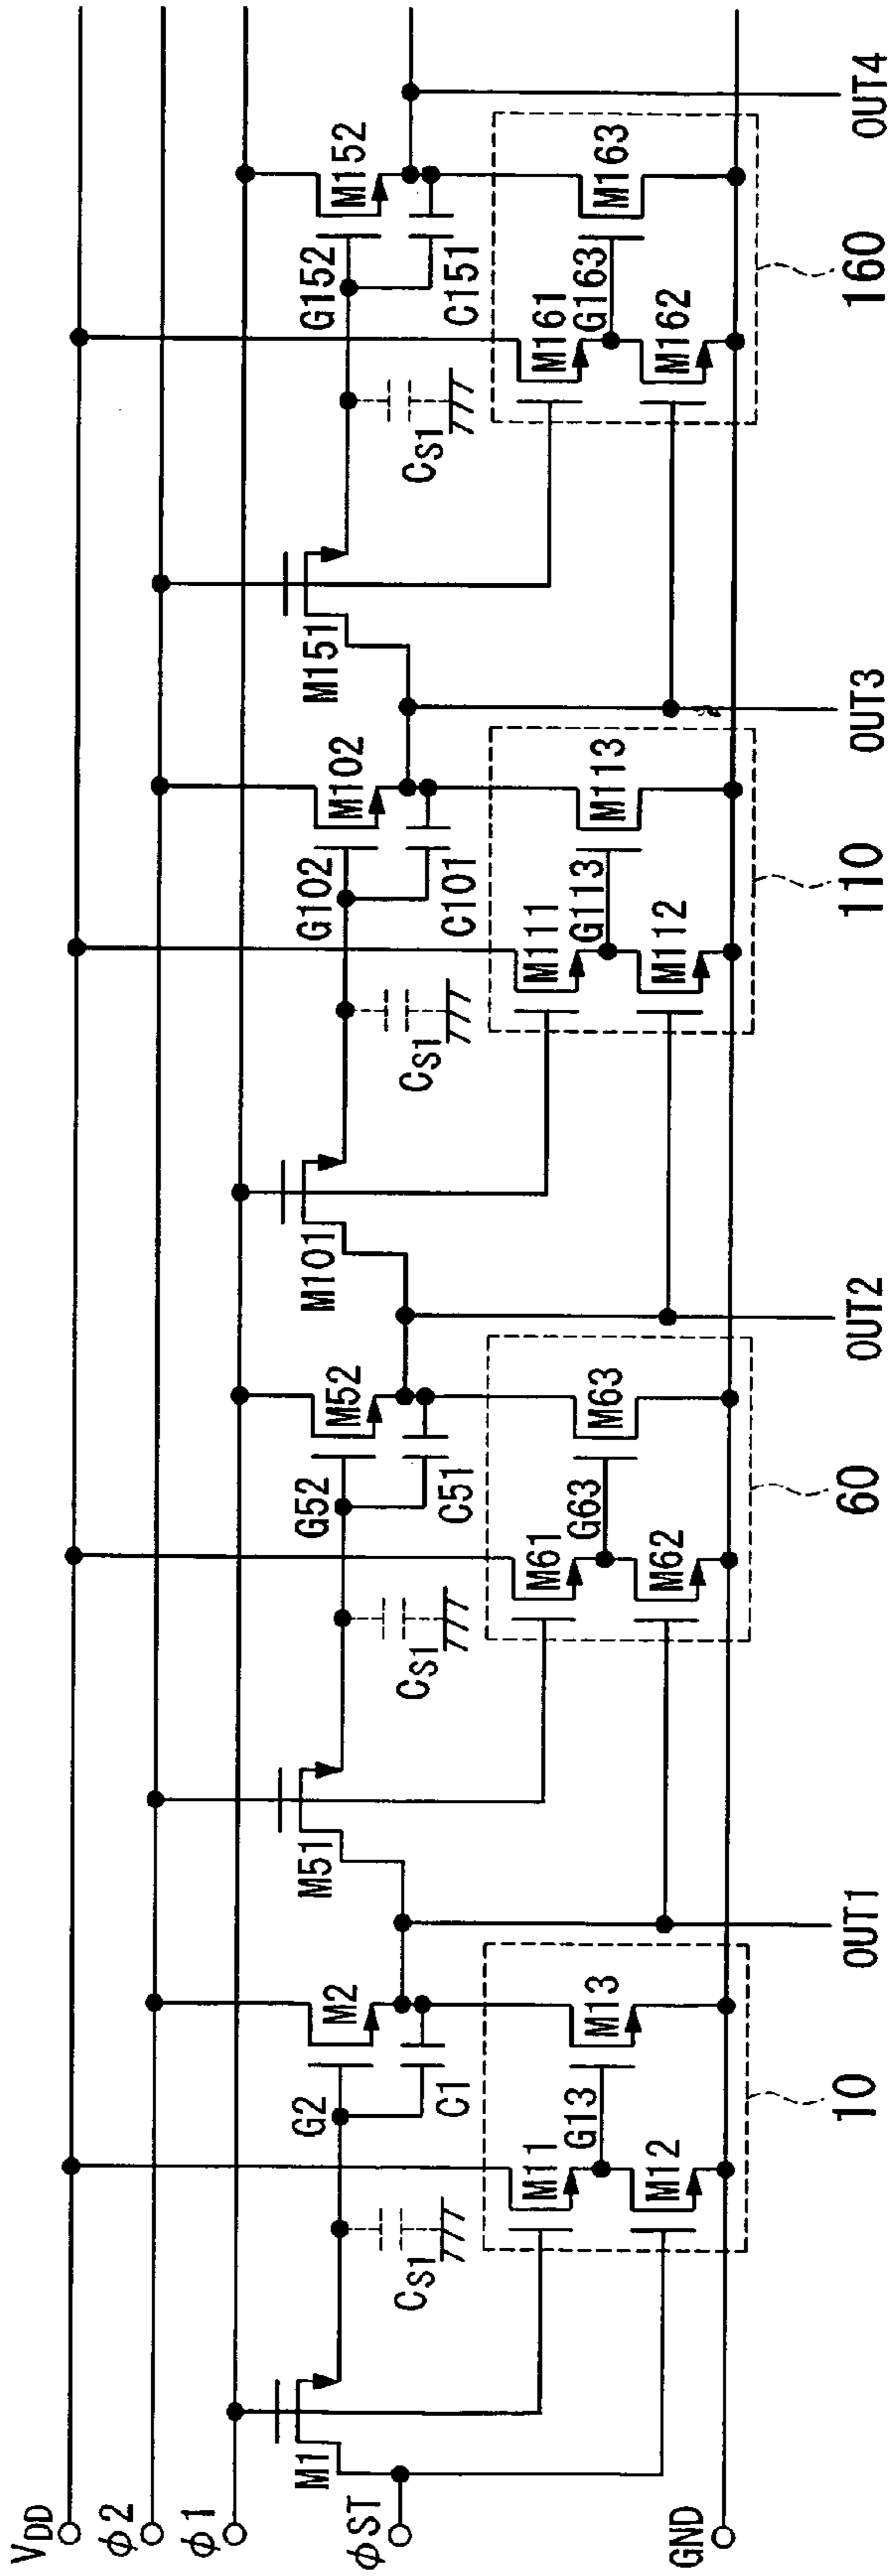 VDD
φ2
φ1
φST
GND
M1
CS1
G2
M2
C1
M11
G13
M13
M12
10
OUT1
M51
CS1
G52
M52
C51
M61
G63
M63
M62
60
OUT2
M101
CS1
G102
M102
C101
M111
G113
M113
M112
110
OUT3
M151
CS1
G152
M152
C151
M161
G163
M163
M162
160
OUT4